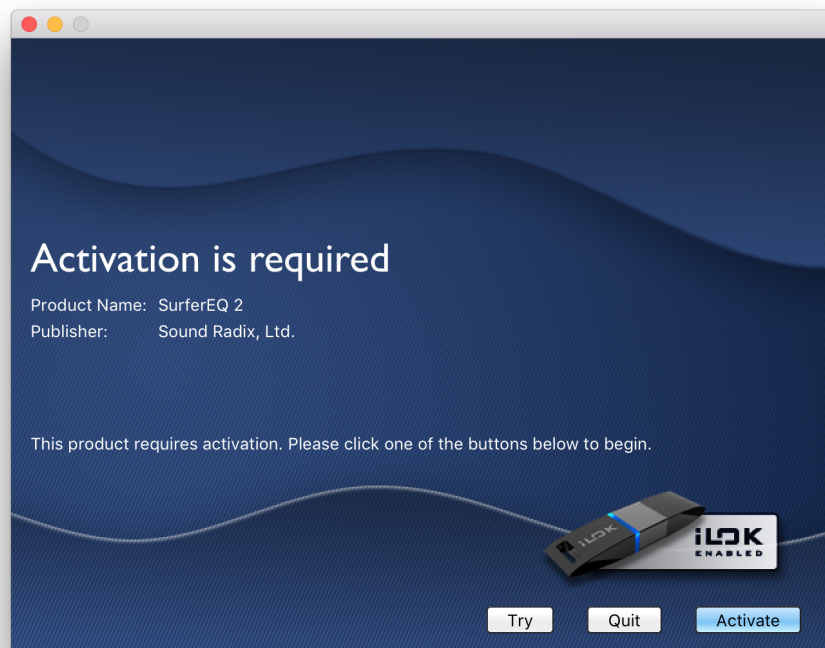 Activation is required
Product Name: SurferEQ 2
Publisher: Sound Radix, Ltd.
This product requires activation. Please click one of the buttons below to begin.
iLOK
iLOK
ENABLED
Try Quit Activate